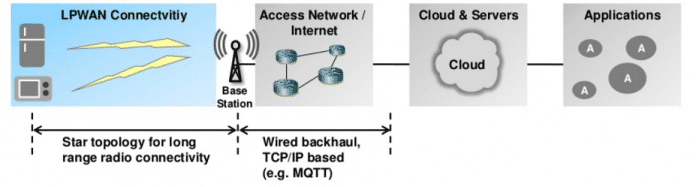 LPWAN Connectvitiy
Access Network /
Internet
Cloud & Servers
Applications
Base
Station
Cloud
A
A
A
A
Star topology for long
range radio connectivity
Wired backhaul,
TCP/IP based
(e.g. MQTT)